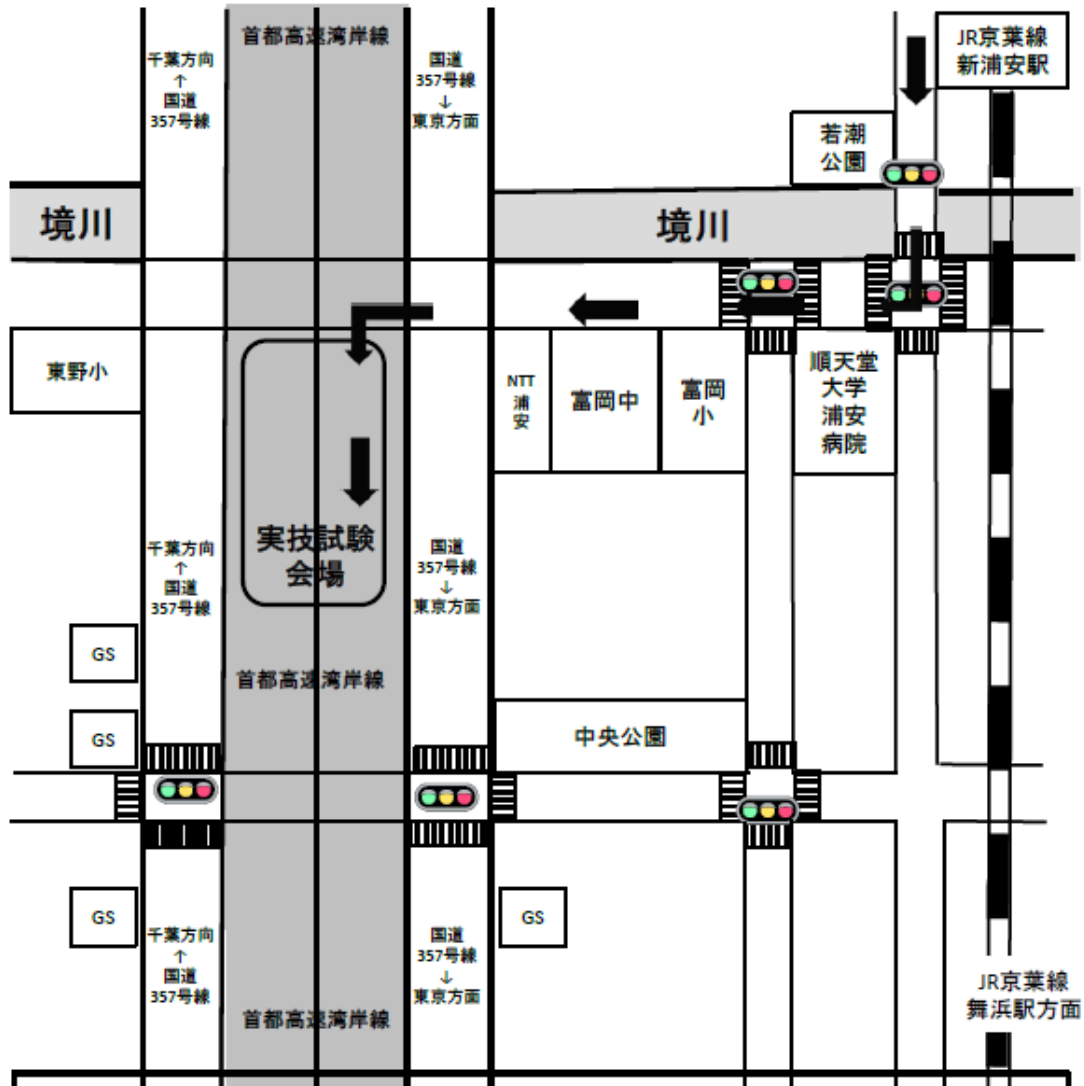 首都高速湾岸線
JR京葉線
新浦安駅
千葉方向
↑
国道
357号線
国道
357号線
↓
東京方面
若潮
公園
境川
境川
東野小
NTT
浦
安
富岡中
富岡
小
順天堂
大学
浦安
病院
実技試験
会場
千葉方向
↑
国道
357号線
国道
357号線
↓
東京方面
GS
首都高速湾岸線
GS
中央公園
GS
GS
千葉方向
↑
国道
357号線
国道
357号線
↓
東京方面
首都高速湾岸線
JR京葉線
舞浜駅方面